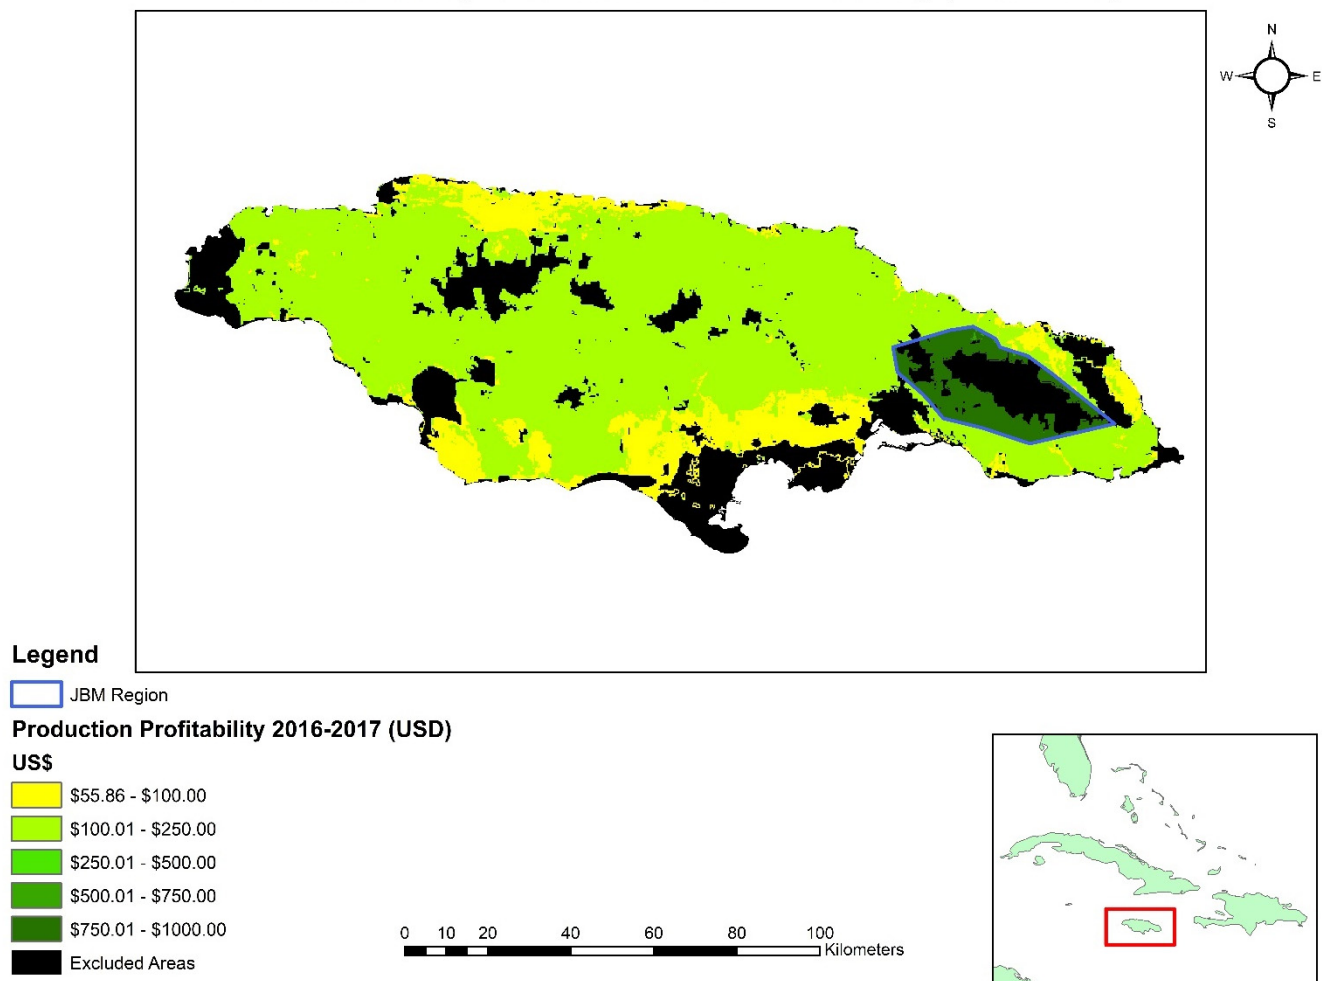 N
W E
S
Legend
JBM Region
Production Profitability 2016-2017 (USD)
US$
$55.86 - $100.00
$100.01 - $250.00
$250.01 - $500.00
$500.01 - $750.00
$750.01 - $1000.00
Excluded Areas
0 10 20 40 60 80 100
Kilometers